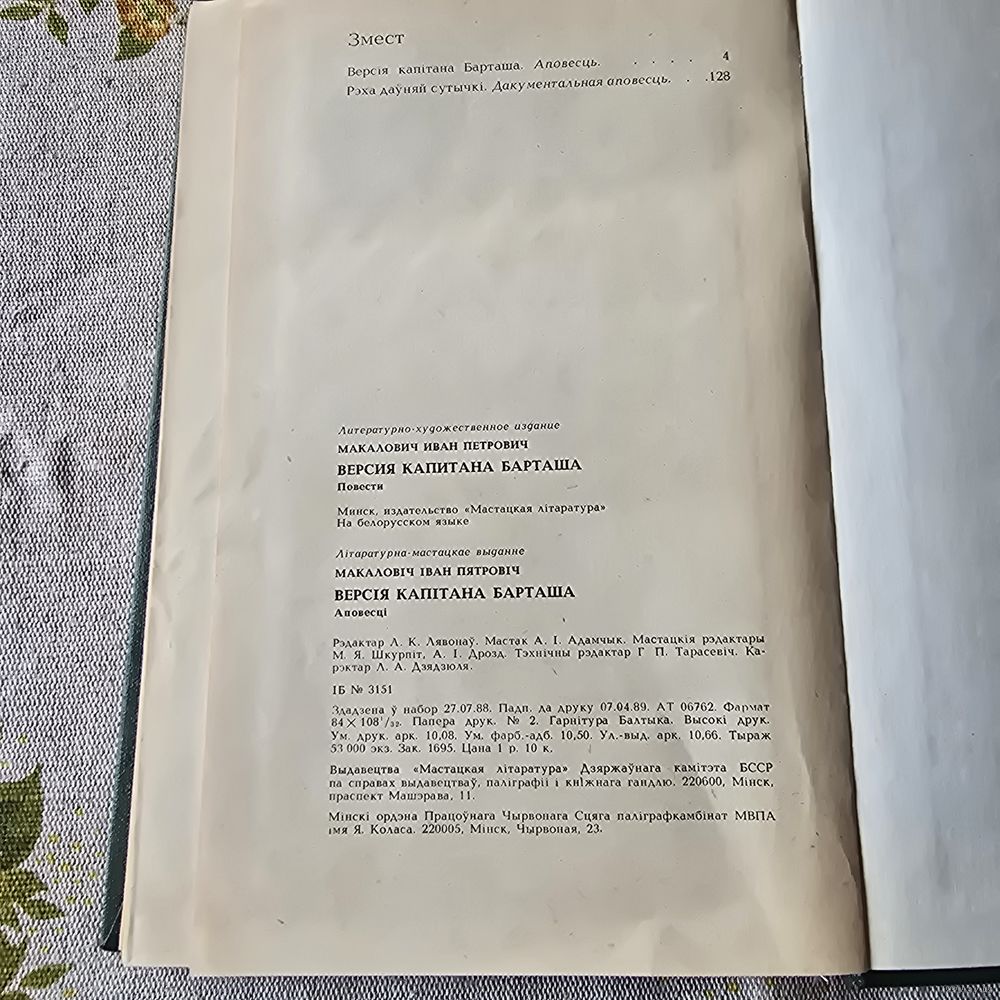 Змест
Версія капітана Барташа. Аповесць. . . . . 4
Рэха даўняй сутычкі. Дакументальная аповесць. . .128
Литературно-художественное издание
МАКАЛОВИЧ ИВАН ПЕТРОВИЧ
ВЕРСИЯ КАПИТАНА БАРТАША
Повести
Минск, издательство «Мастацкая літаратура»
На белорусском языке
Літаратурна-мастацкае выданне
МАКАЛОВІЧ ІВАН ПЯТРОВІЧ
ВЕРСІЯ КАПІТАНА БАРТАША
Аповесці
Рэдактар Л. К. Лявонаў. Мастак А. І. Адамчык. Мастацкія рэдактары
М. Я. Шкурпіт, А. І. Дрозд. Тэхнічны рэдактар Г. П. Тарасевіч. Ка-
рэктар Л. А. Дзядзюля.
ІБ № 3151
Здадзена ў набор 27.07.88. Падп. да друку 07.04.89. АТ 06762. Фармат
84×108¹/₃₂. Папера друк. № 2. Гарнітура Балтыка. Высокі друк.
Ум. друк. арк. 10,08. Ум. фарб.-адб. 10,50. Ул.-выд. арк. 10,66. Тыраж
53 000 экз. Зак. 1695. Цана 1 р. 10 к.
Выдавецтва «Мастацкая літаратура» Дзяржаўнага камітэта БССР
па справах выдавецтваў, паліграфіі і кніжнага гандлю. 220600, Мінск,
праспект Машэрава, 11.
Мінскі ордэна Працоўнага Чырвонага Сцяга паліграфкамбінат МВПА
імя Я. Коласа. 220005, Мінск, Чырвоная, 23.